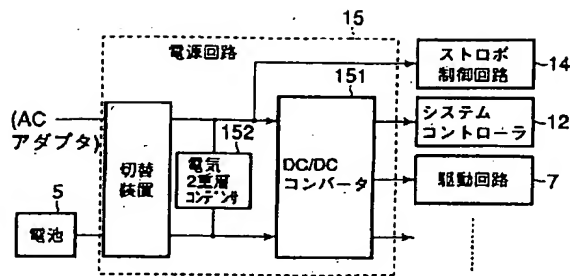 15
電源回路
151
ストロボ
制御回路
14
(AC
アダプタ)
152
システム
コントローラ
12
切替
装置
電気
2重層
コンデンサ
DC/DC
コンバータ
駆動回路
7
5
電池